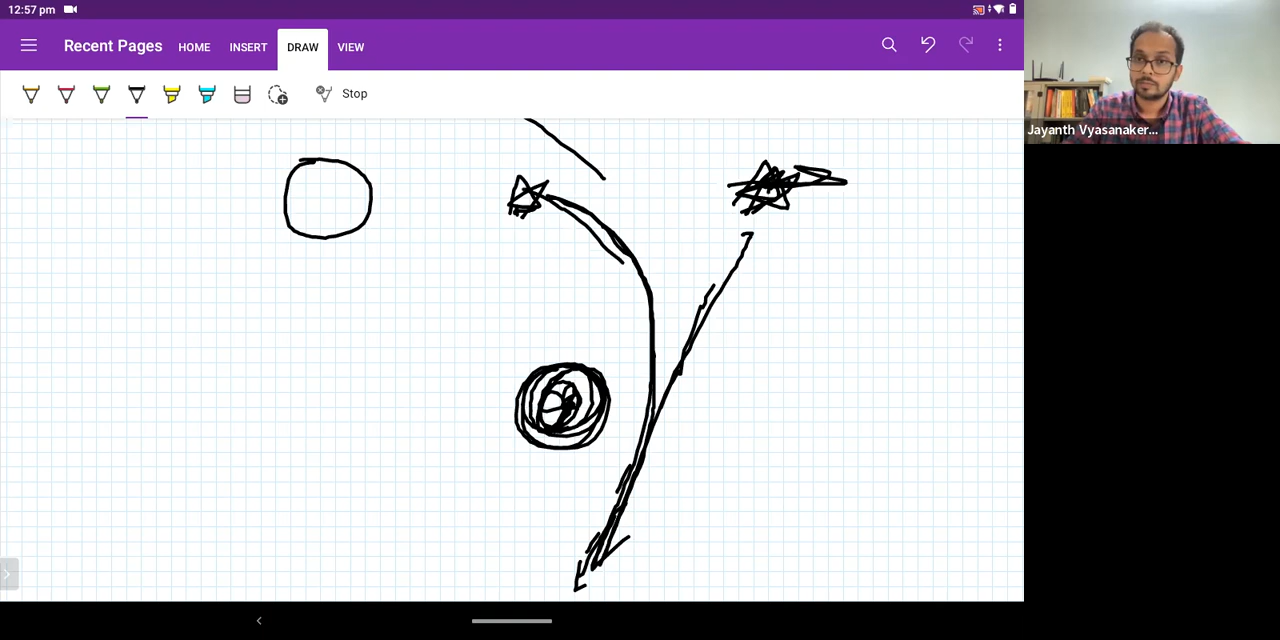 12:57 pm
Recent Pages HOME INSERT DRAW VIEW
Stop
Jayanth Vyasanaker...